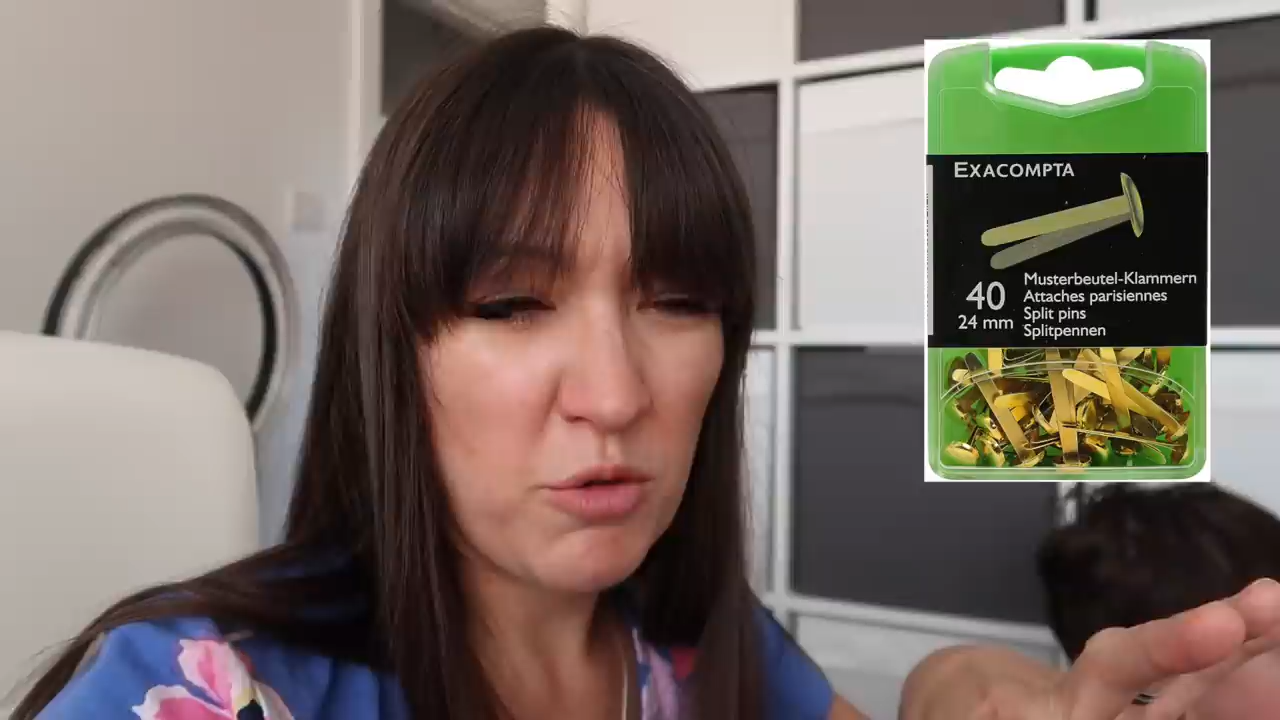 EXACOMPTA
40
24 mm
Musterbeutel-Klammern
Attaches parisiennes
Split pins
Splitpennen